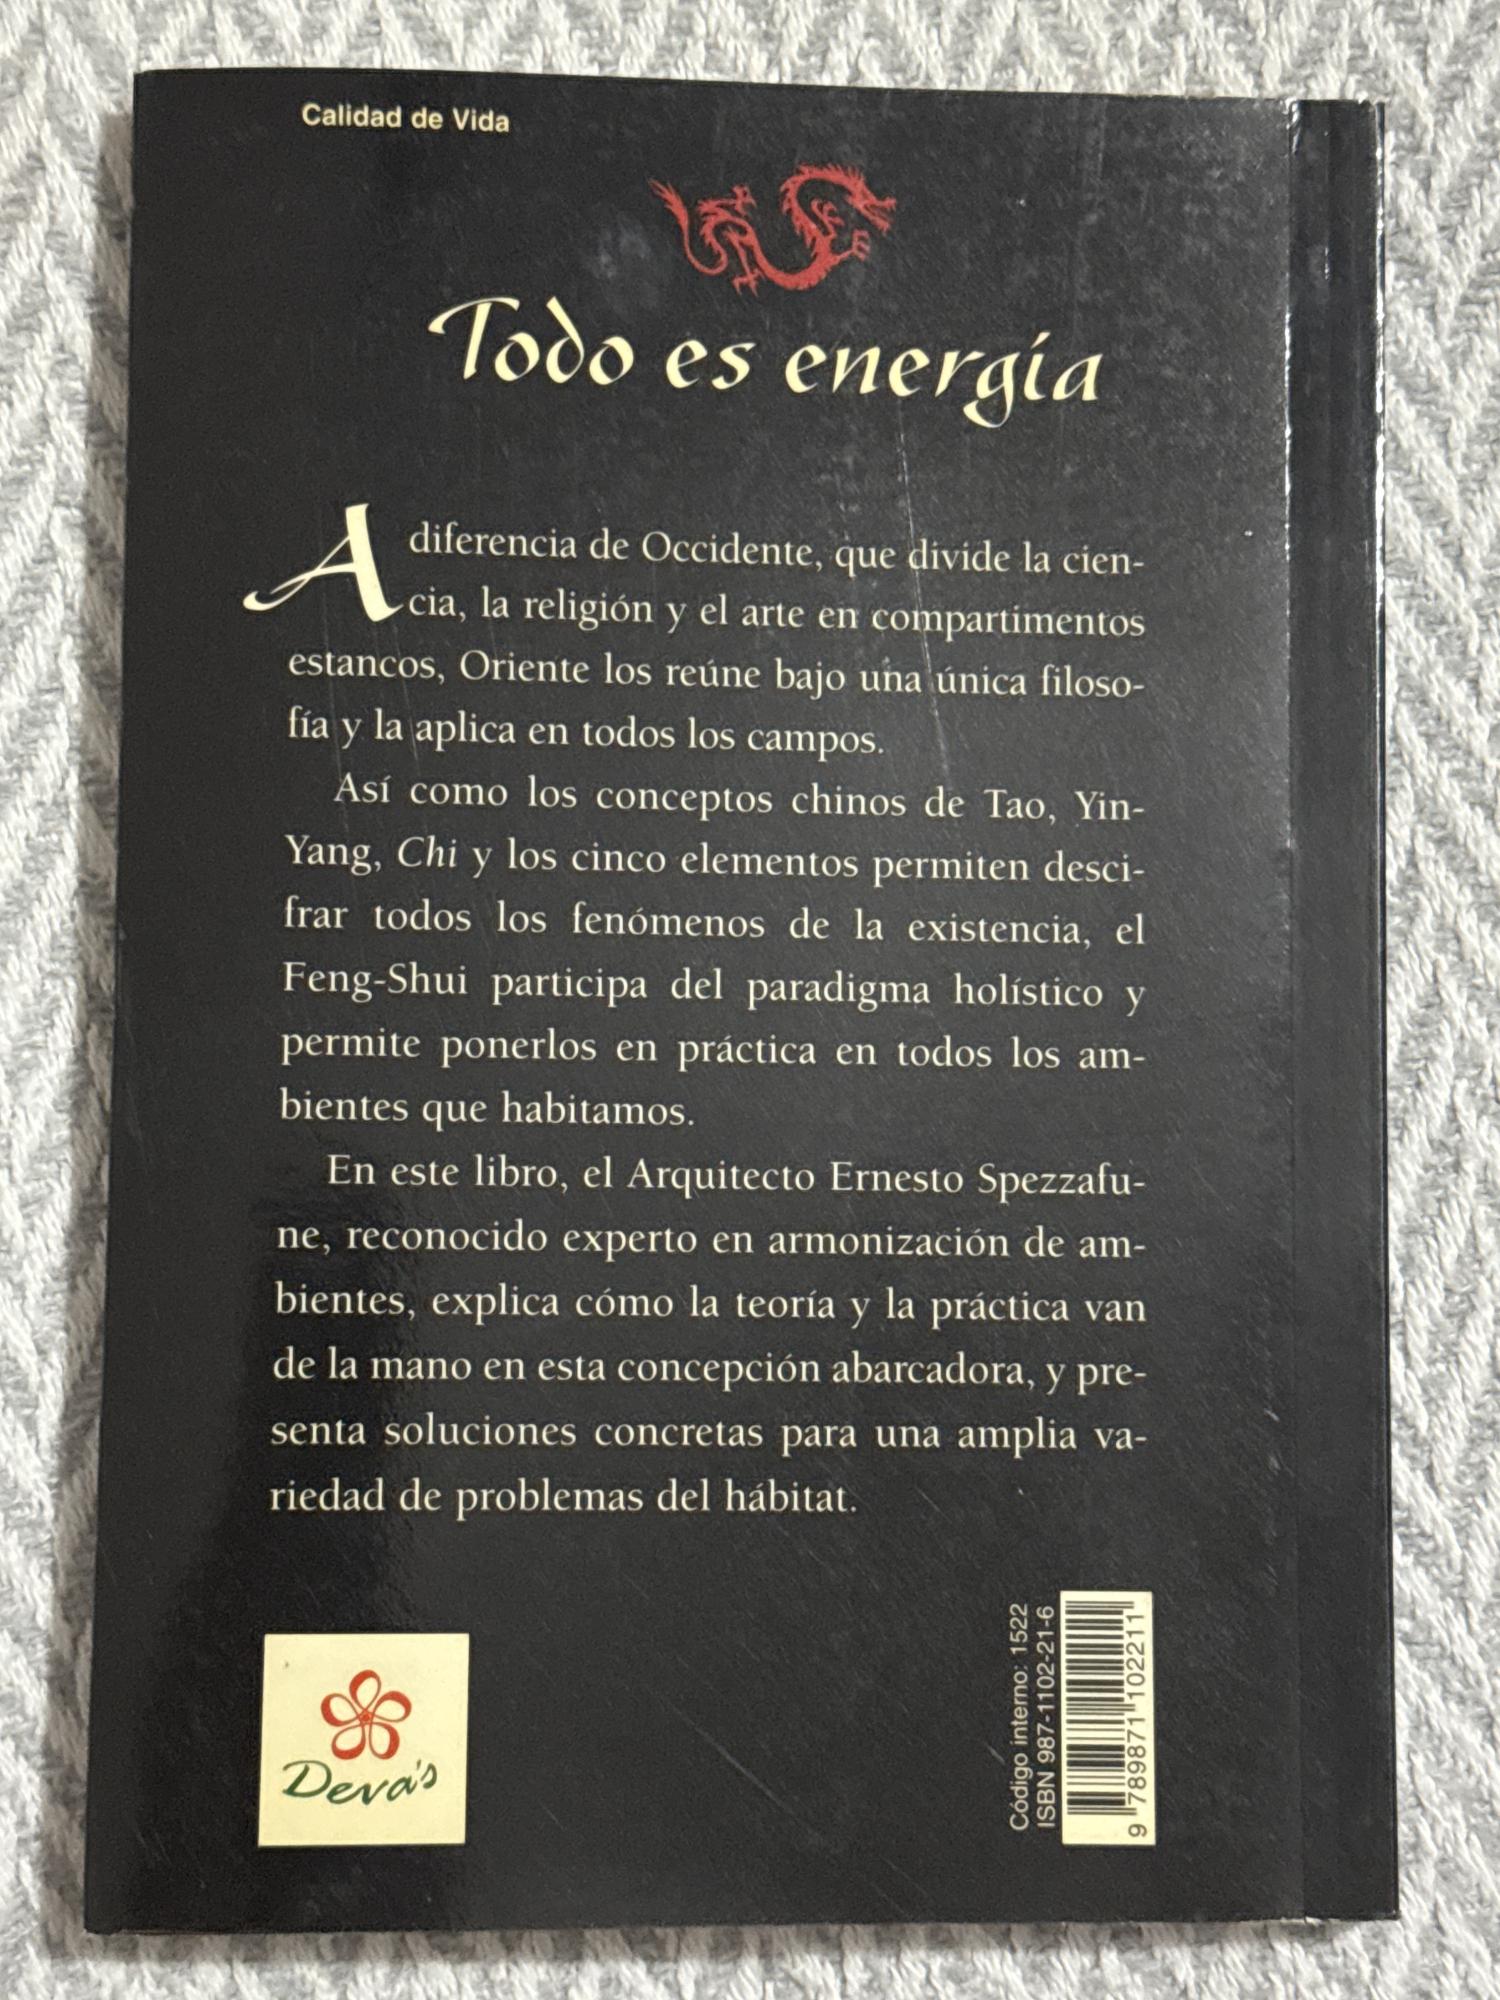 Calidad de Vida
Todo es energía
A diferencia de Occidente, que divide la cien-
cia, la religión y el arte en compartimentos
estancos, Oriente los reúne bajo una única filoso-
fía y la aplica en todos los campos.
Así como los conceptos chinos de Tao, Yin-
Yang, Chi y los cinco elementos permiten desci-
frar todos los fenómenos de la existencia, el
Feng-Shui participa del paradigma holístico y
permite ponerlos en práctica en todos los am-
bientes que habitamos.
En este libro, el Arquitecto Ernesto Spezzafu-
ne, reconocido experto en armonización de am-
bientes, explica cómo la teoría y la práctica van
de la mano en esta concepción abarcadora, y pre-
senta soluciones concretas para una amplia va-
riedad de problemas del hábitat.
Deva's
Código interno: 1522
ISBN 987-1102-21-6
9 789871 102211